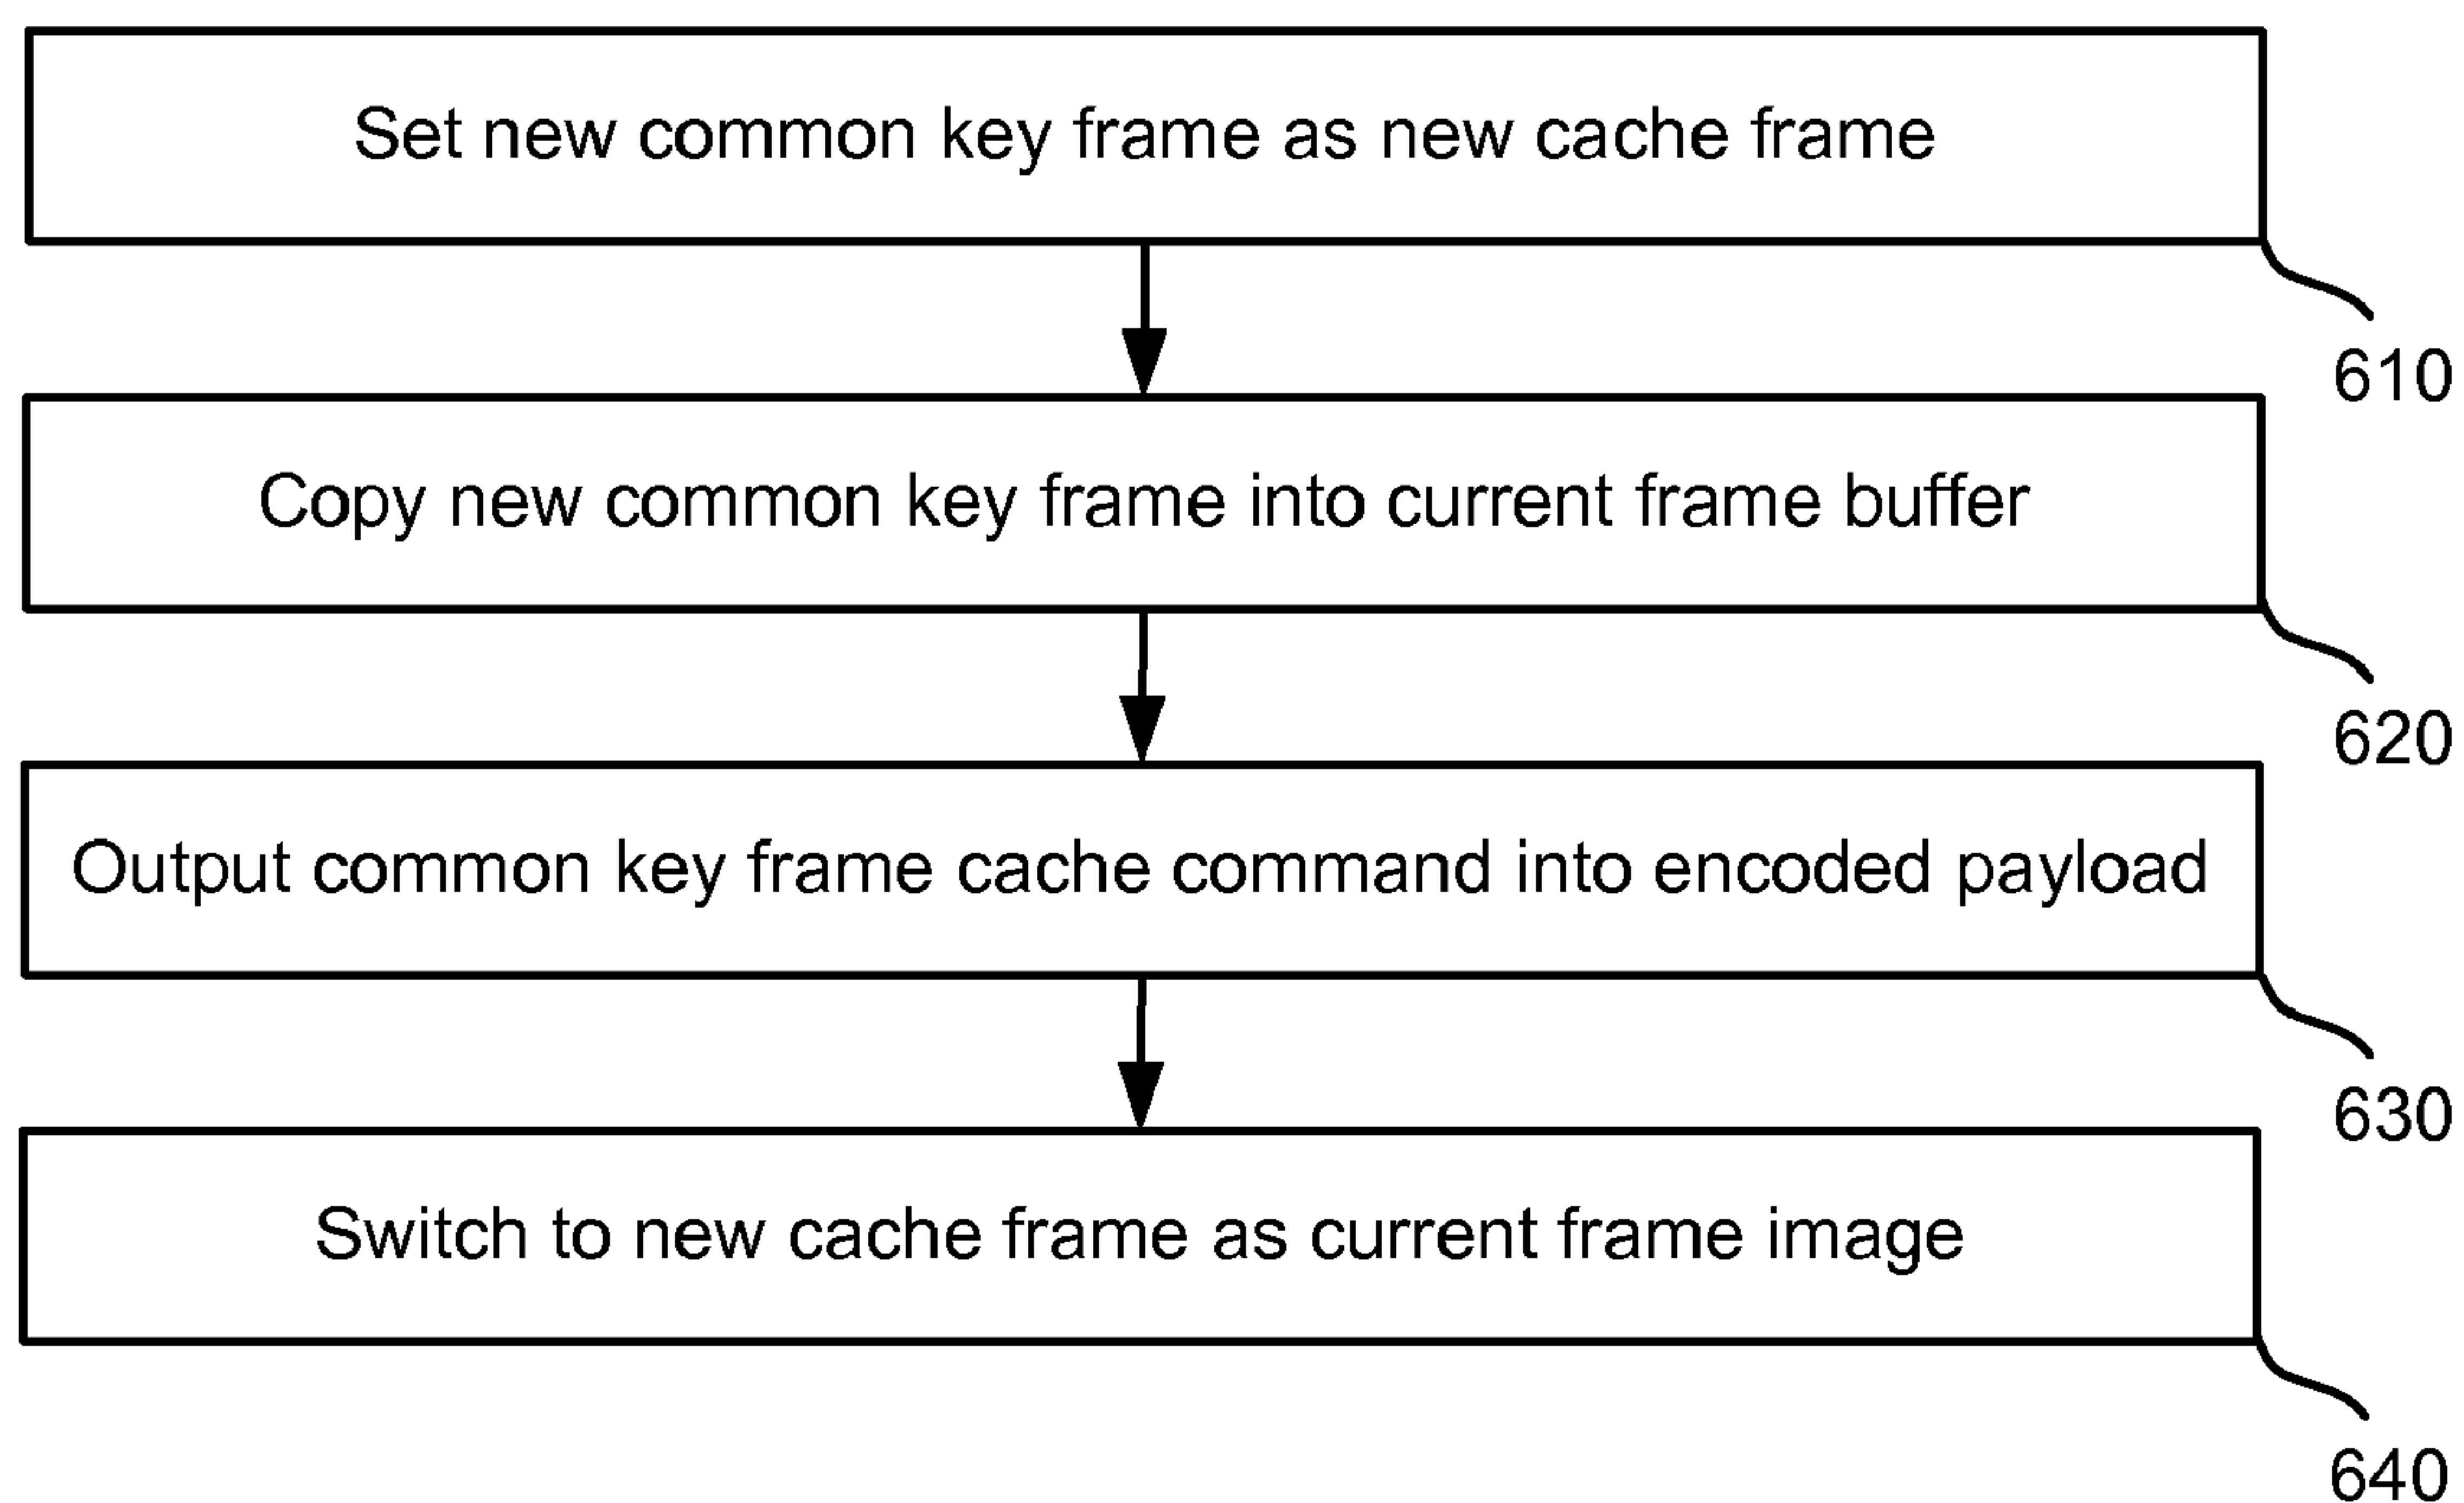 Set new common key frame as new cache frame
610
Copy new common key frame into current frame buffer
620
Output common key frame cache command into encoded payload
630
Switch to new cache frame as current frame image
640